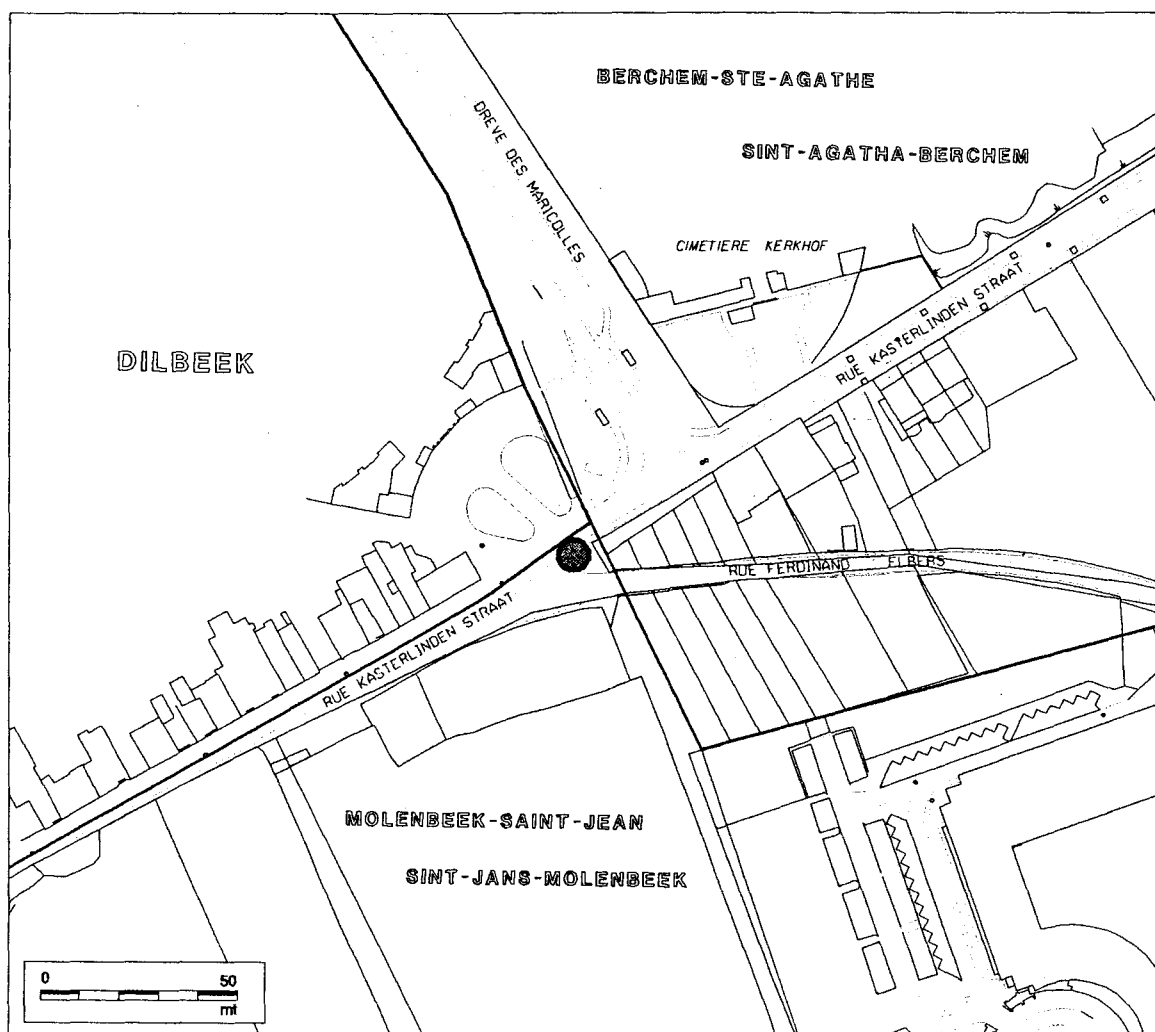 BERCHEM-STE-AGATHE
SINT-AGATHA-BERCHEM
DREVE DES MARICOLLES
CIMETIERE KERKHOF
RUE KASTERLINDEN STRAAT
DILBEEK
RUE FERDINAND ELBERS
RUE KASTERLINDEN STRAAT
MOLENBEEK-SAINT-JEAN
SINT-JANS-MOLENBEEK
0 50
mt